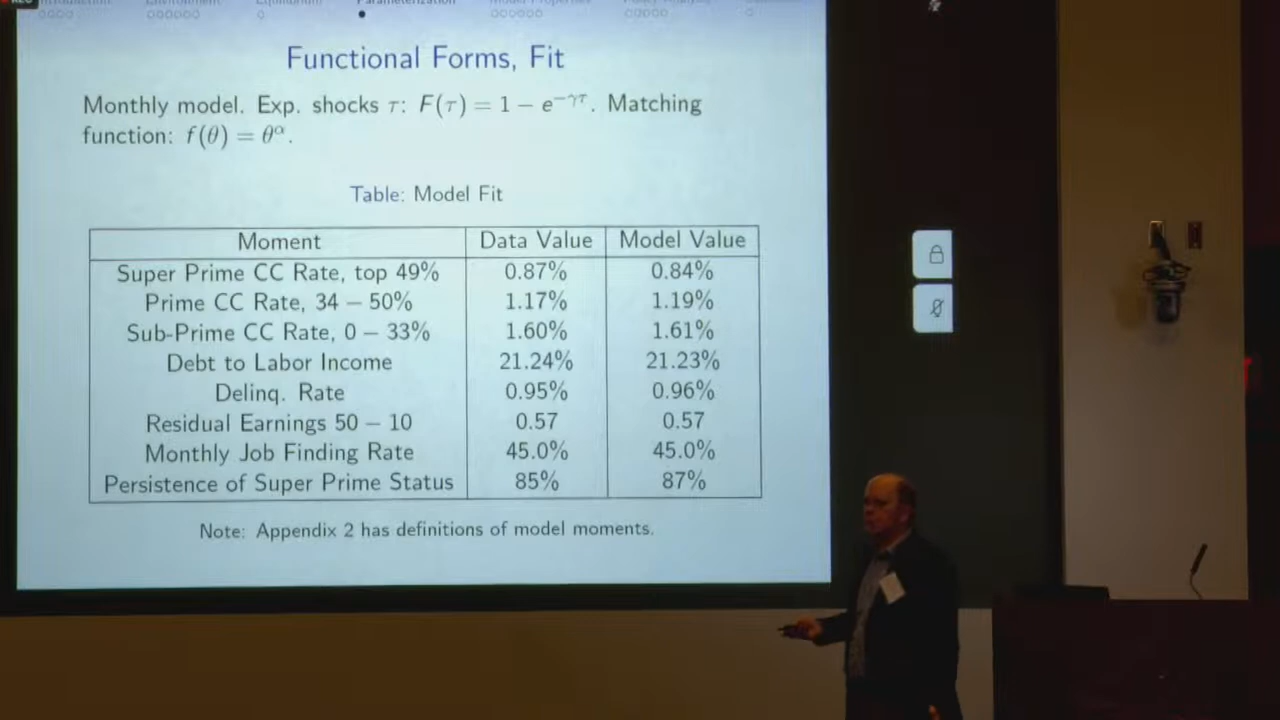 Parameterization
Functional Forms, Fit
Monthly model. Exp. shocks τ: F(τ) = 1 − e^{−γτ}. Matching
function: f(θ) = θ^α.
Table: Model Fit
Moment Data Value Model Value
Super Prime CC Rate, top 49% 0.87% 0.84%
Prime CC Rate, 34 – 50% 1.17% 1.19%
Sub-Prime CC Rate, 0 – 33% 1.60% 1.61%
Debt to Labor Income 21.24% 21.23%
Delinq. Rate 0.95% 0.96%
Residual Earnings 50 – 10 0.57 0.57
Monthly Job Finding Rate 45.0% 45.0%
Persistence of Super Prime Status 85% 87%
Note: Appendix 2 has definitions of model moments.